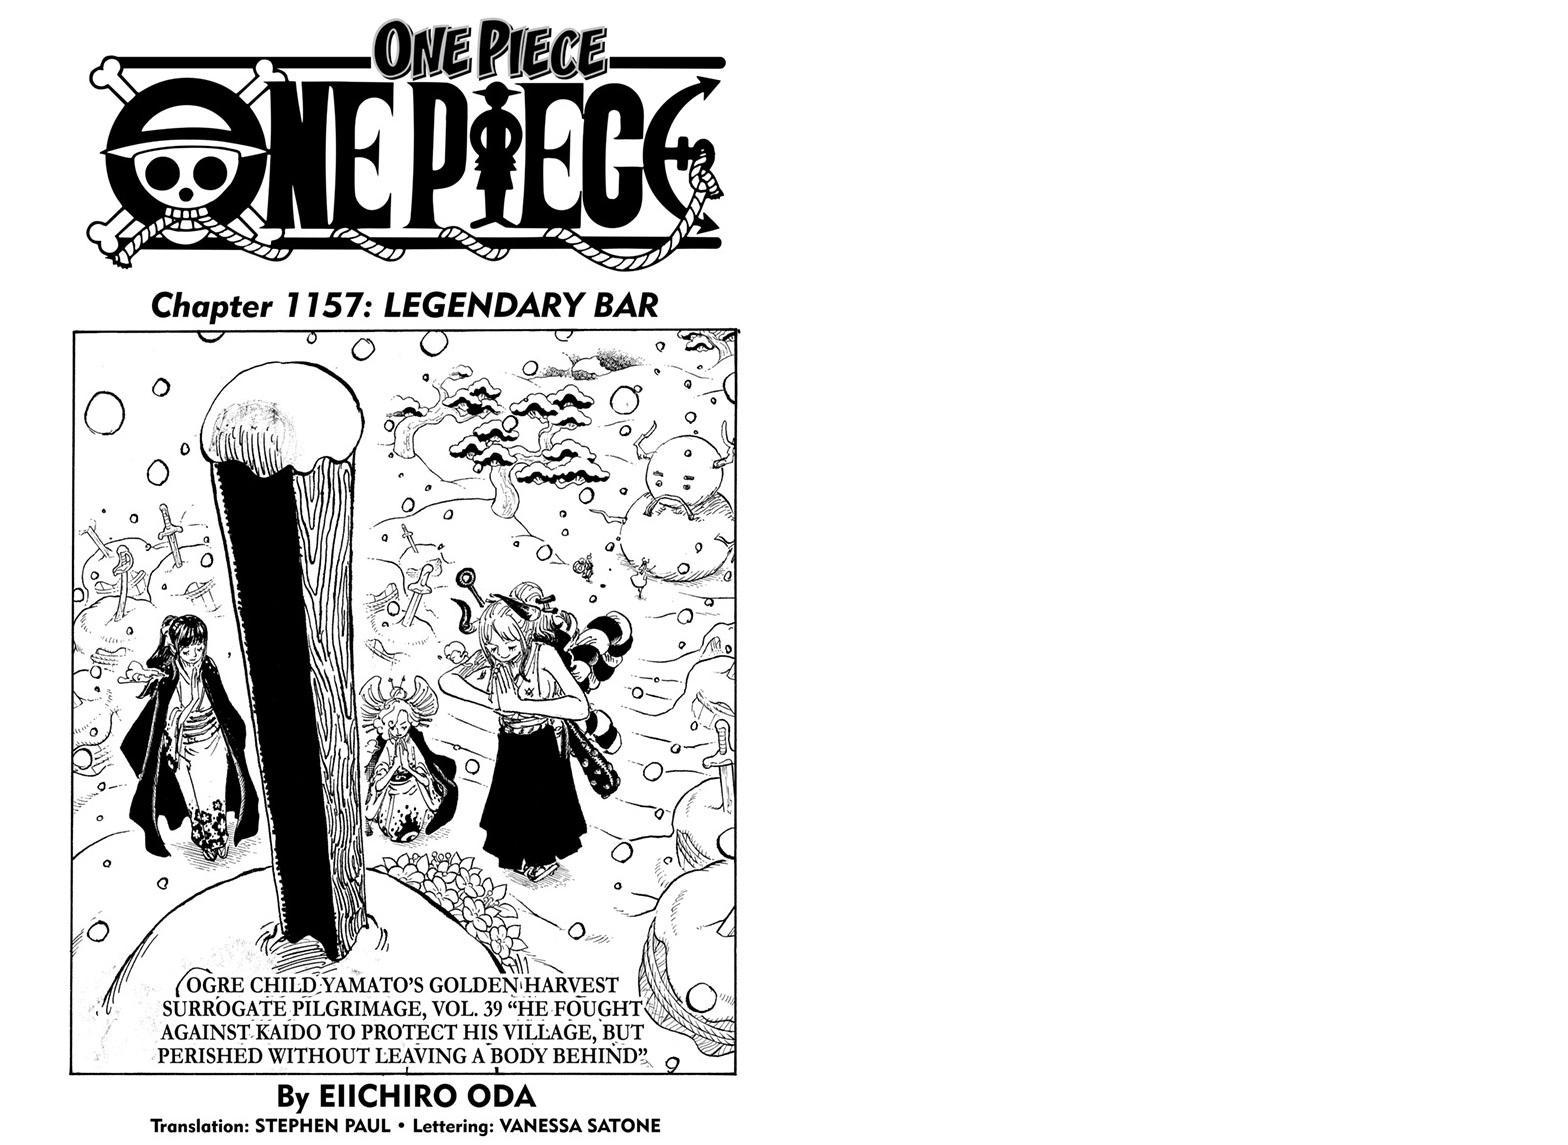 ONE PIECE
ONE PIECE
Chapter 1157: LEGENDARY BAR
OGRE CHILD YAMATO'S GOLDEN HARVEST
SURROGATE PILGRIMAGE, VOL. 39 “HE FOUGHT
AGAINST KAIDO TO PROTECT HIS VILLAGE, BUT
PERISHED WITHOUT LEAVING A BODY BEHIND”
By EIICHIRO ODA
Translation: STEPHEN PAUL • Lettering: VANESSA SATONE